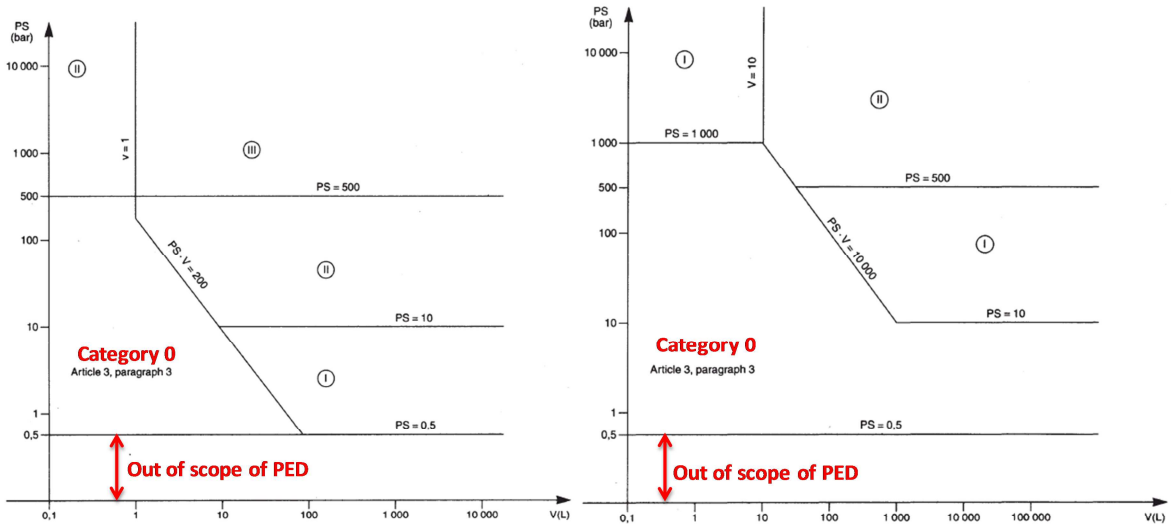 PS
(bar)
10 000
II
v = 1
III
1 000
PS = 500
500
100
PS · V = 200
II
PS = 10
10
Category 0
Article 3, paragraph 3
I
1
PS = 0.5
0,5
Out of scope of PED
0,1
1
10
100
1 000
10 000
V(L)
PS
(bar)
10 000
I
V = 10
II
PS = 1 000
1 000
PS = 500
500
100
PS · V = 10 000
I
PS = 10
10
Category 0
Article 3, paragraph 3
1
PS = 0.5
0,5
Out of scope of PED
0,1
1
10
100
1 000
10 000
100 000
V(L)